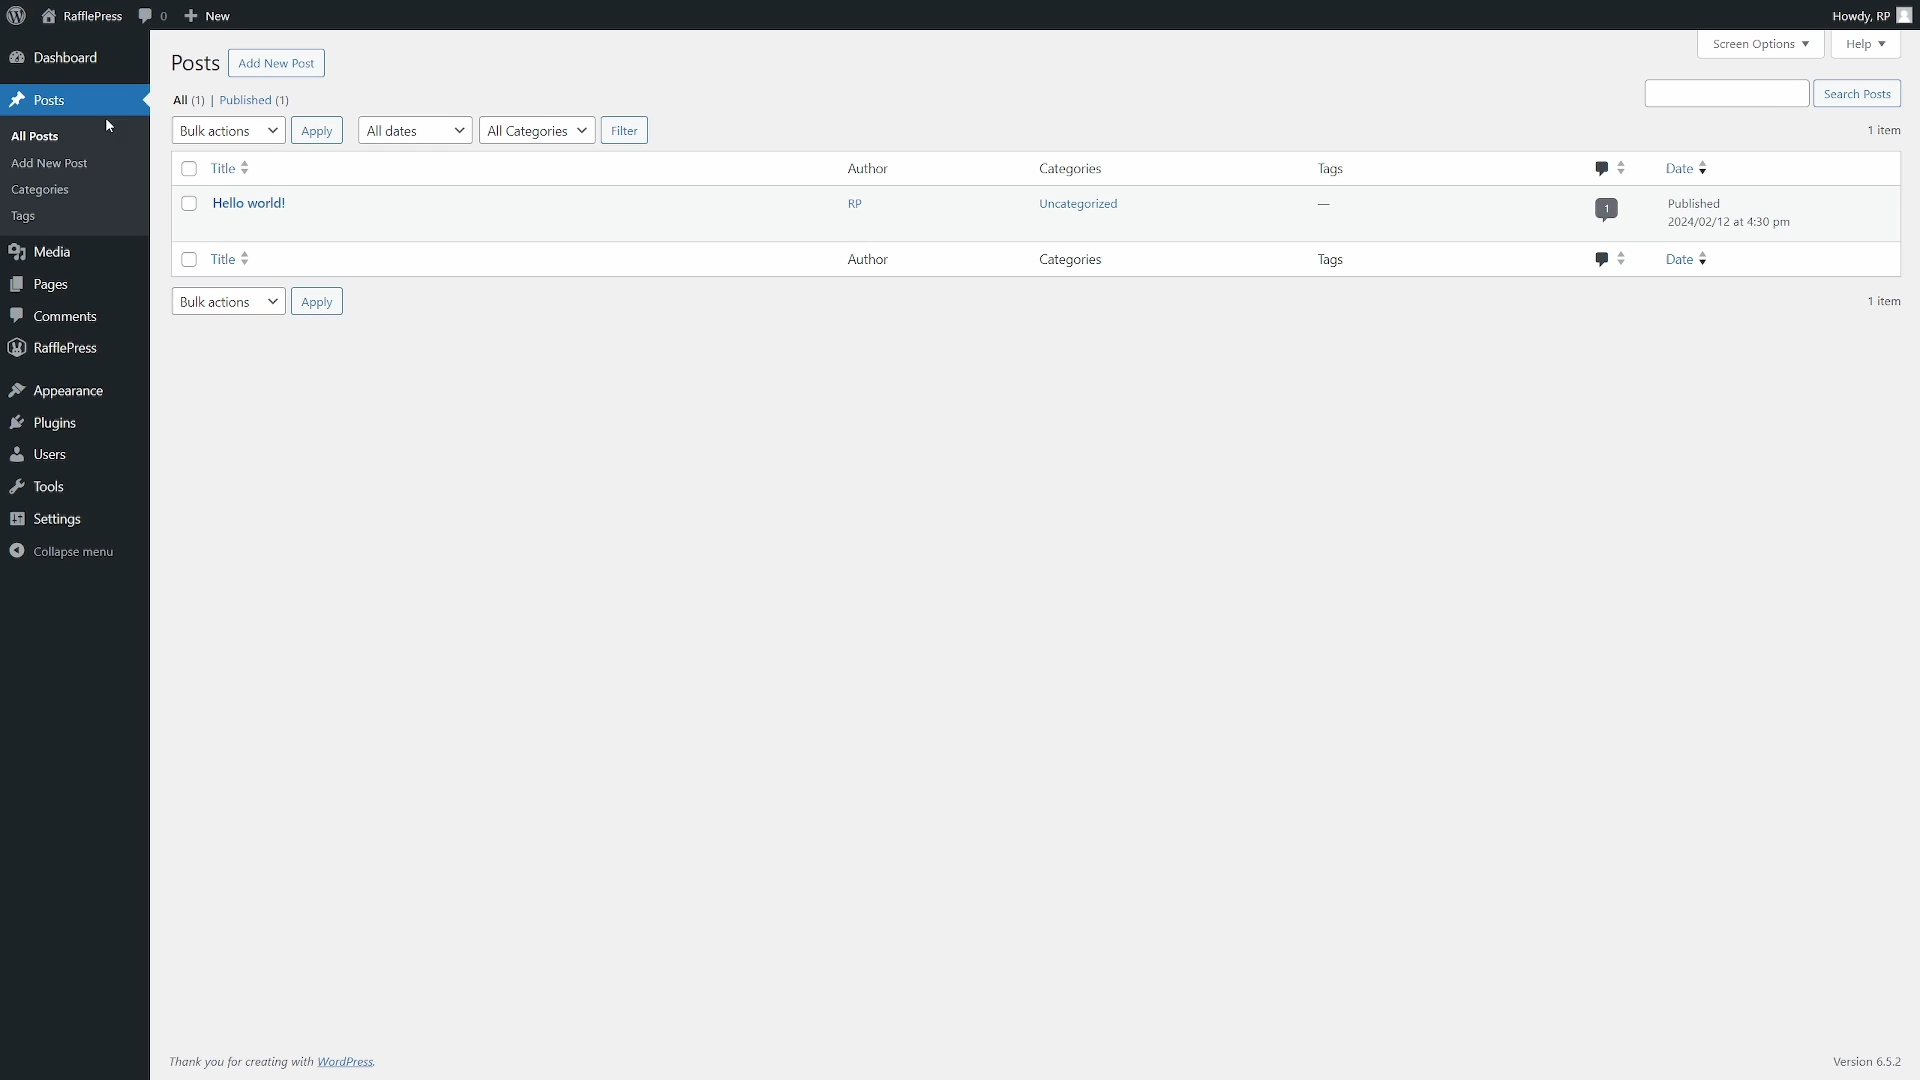 RafflePress 0 New Howdy, RP
Dashboard
Posts
All Posts
Add New Post
Categories
Tags
Media
Pages
Comments
RafflePress
Appearance
Plugins
Users
Tools
Settings
Collapse menu
Screen Options Help
Posts Add New Post
All (1) | Published (1)
Search Posts
Bulk actions Apply All dates All Categories Filter 1 item
Title Author Categories Tags Date
Hello world! RP Uncategorized — 1 Published
2024/02/12 at 4:30 pm
Title Author Categories Tags Date
Bulk actions Apply 1 item
Thank you for creating with WordPress. Version 6.5.2